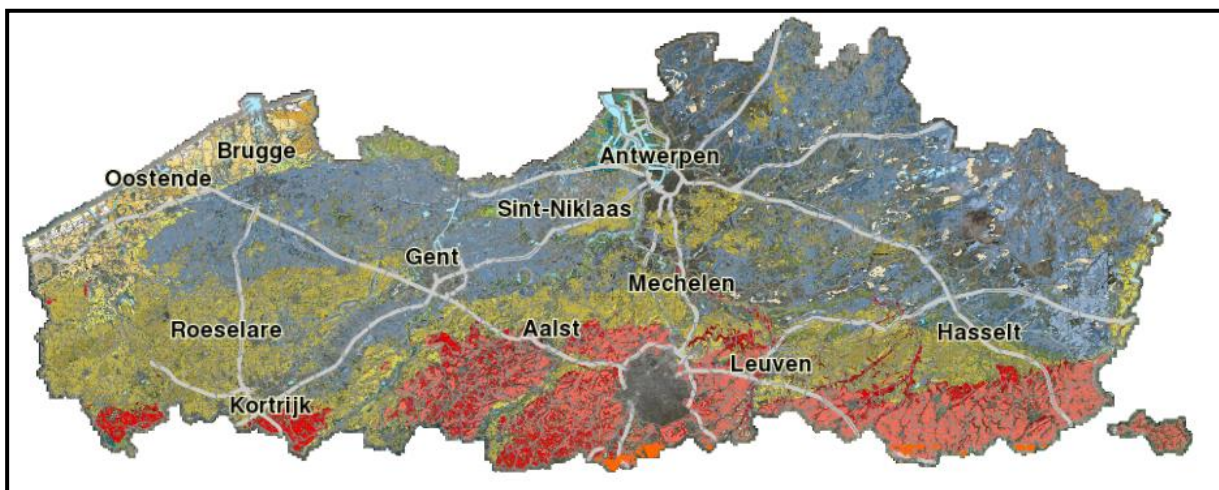 Brugge
Antwerpen
Oostende
Sint-Niklaas
Gent
Mechelen
Roeselare
Aalst
Hasselt
Leuven
Kortrijk